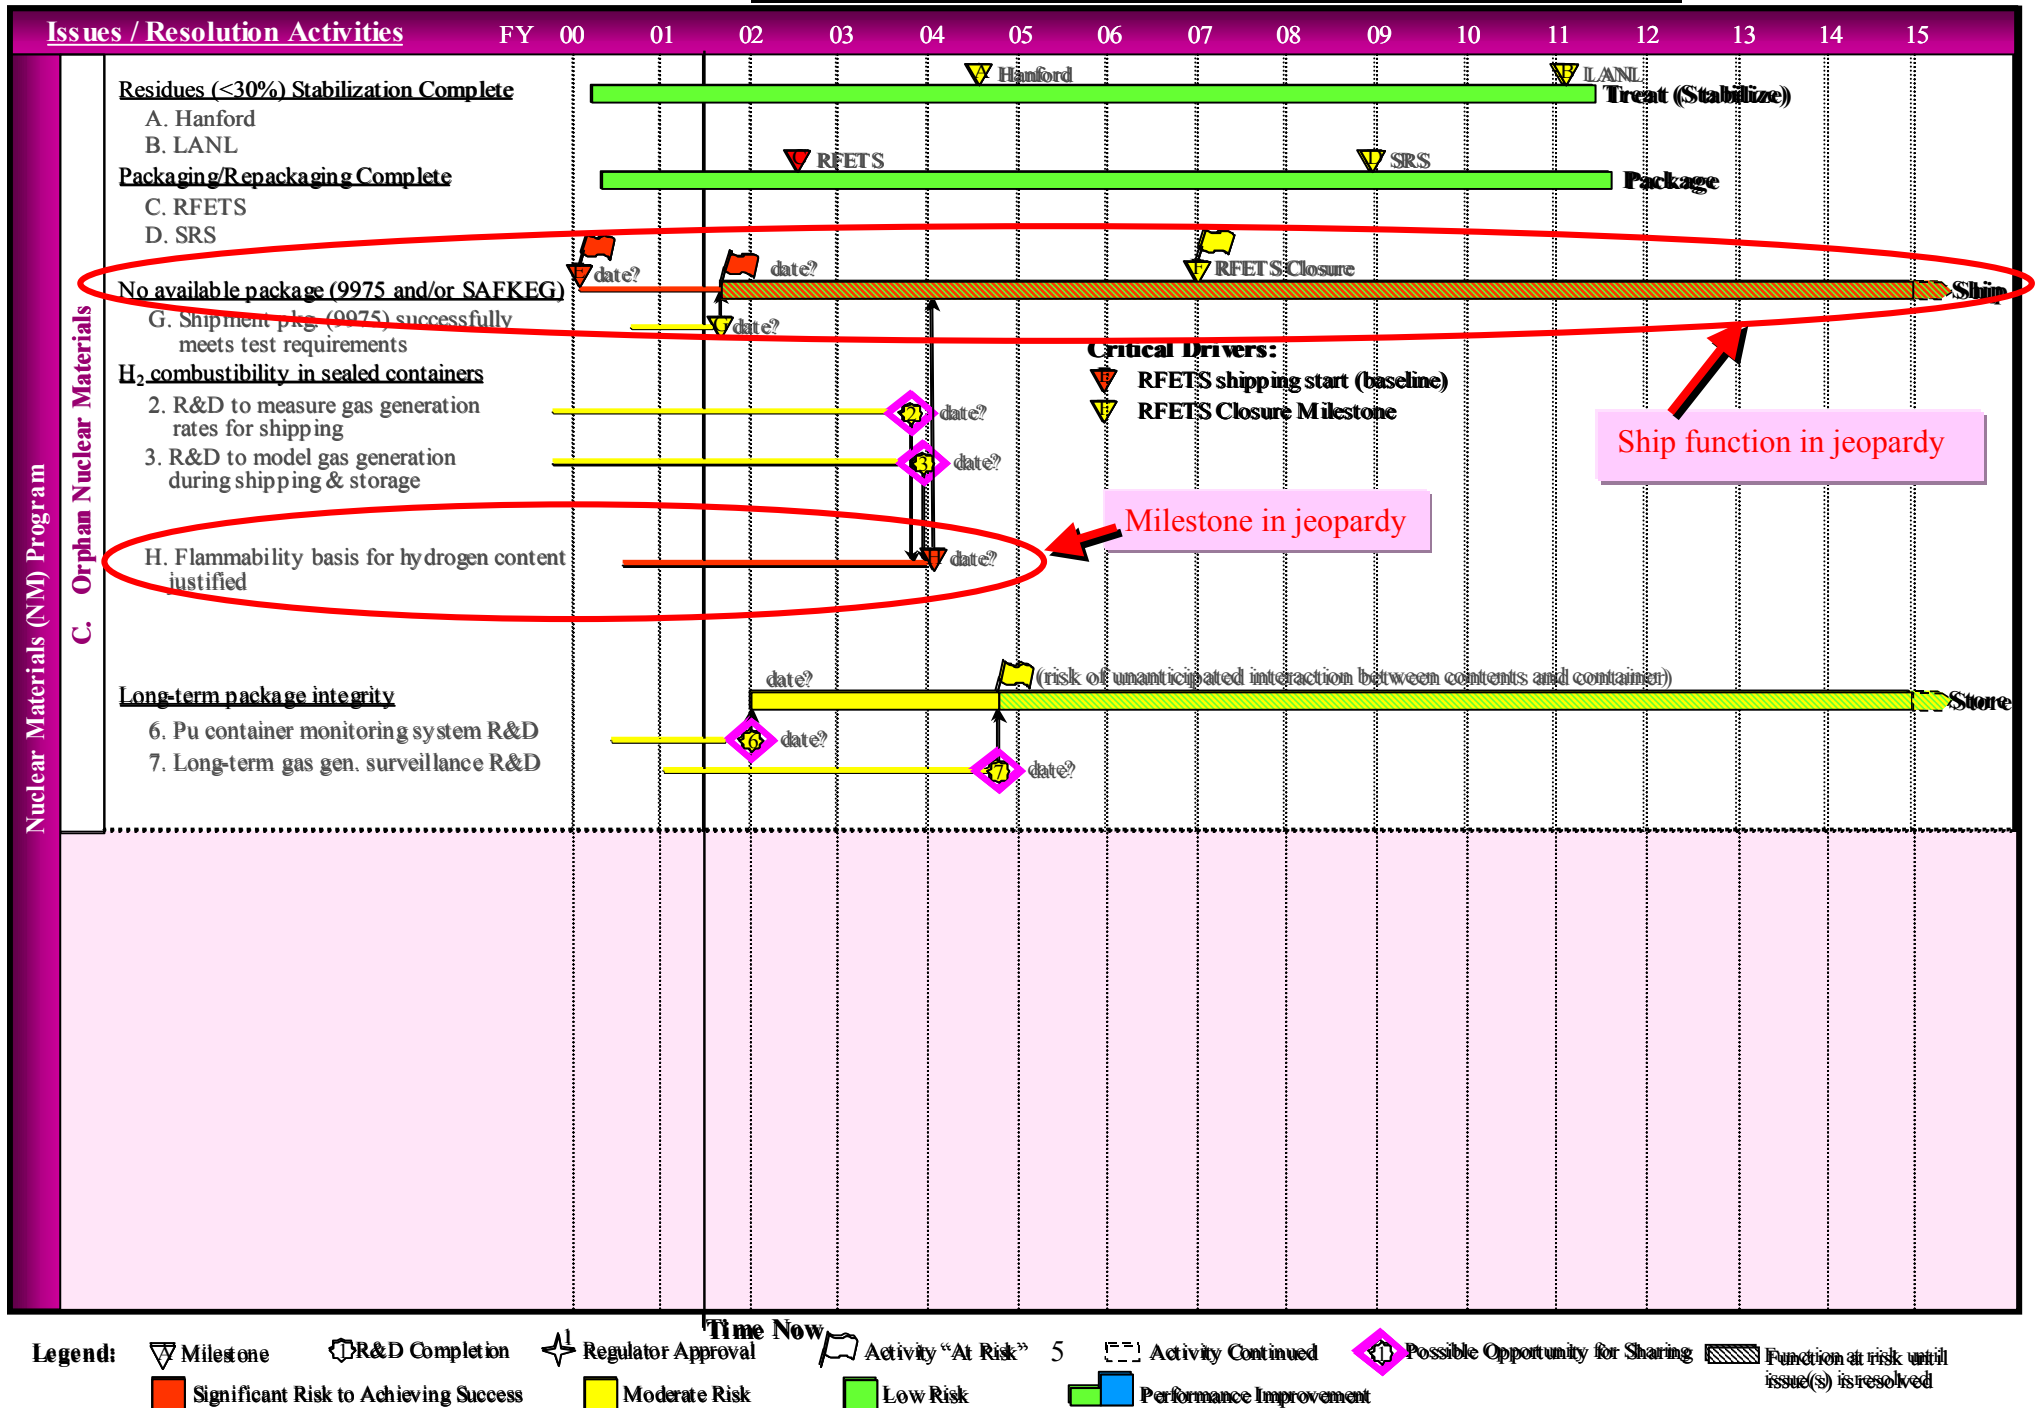 Issues / Resolution Activities FY 00 01 02 03 04 05 06 07 08 09 10 11 12 13 14 15
Nuclear Materials (NM) Program
C. Orphan Nuclear Materials
A Hanford B LANL
Residues (<30%) Stabilization Complete Treat (Stabilize)
A. Hanford
B. LANL
C RFETS D SRS
Packaging/Repackaging Complete Package
C. RFETS
D. SRS
E date? date? F RFETS Closure
No available package (9975 and/or SAFKEG) Ship
G. Shipment pkg. (9975) successfully G date?
meets test requirements
Critical Drivers:
E RFETS shipping start (baseline)
F RFETS Closure Milestone
Ship function in jeopardy
H2 combustibility in sealed containers
2. R&D to measure gas generation 2 date?
rates for shipping
3. R&D to model gas generation 3 date?
during shipping & storage
Milestone in jeopardy
H. Flammability basis for hydrogen content H date?
justified
date? (risk of unanticipated interaction between contents and container)
Long-term package integrity Store
6. Pu container monitoring system R&D 6 date?
7. Long-term gas gen. surveillance R&D 7 date?
Time Now
Legend: A Milestone 1 R&D Completion 1 Regulator Approval Activity “At Risk” 5 Activity Continued 1 Possible Opportunity for Sharing Function at risk until
issue(s) is resolved
Significant Risk to Achieving Success Moderate Risk Low Risk Performance Improvement